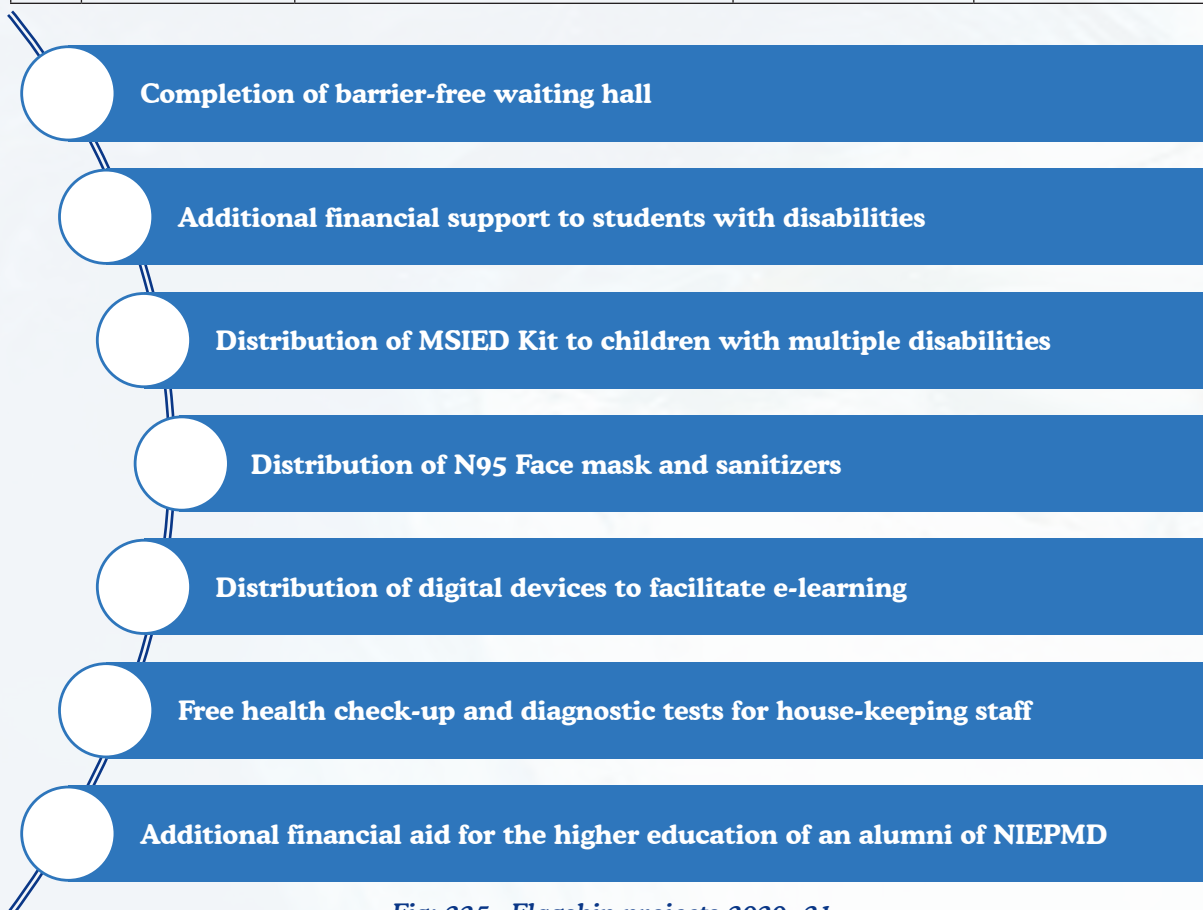 Completion of barrier-free waiting hall
Additional financial support to students with disabilities
Distribution of MSIED Kit to children with multiple disabilities
Distribution of N95 Face mask and sanitizers
Distribution of digital devices to facilitate e-learning
Free health check-up and diagnostic tests for house-keeping staff
Additional financial aid for the higher education of an alumni of NIEPMD
Flagship projects